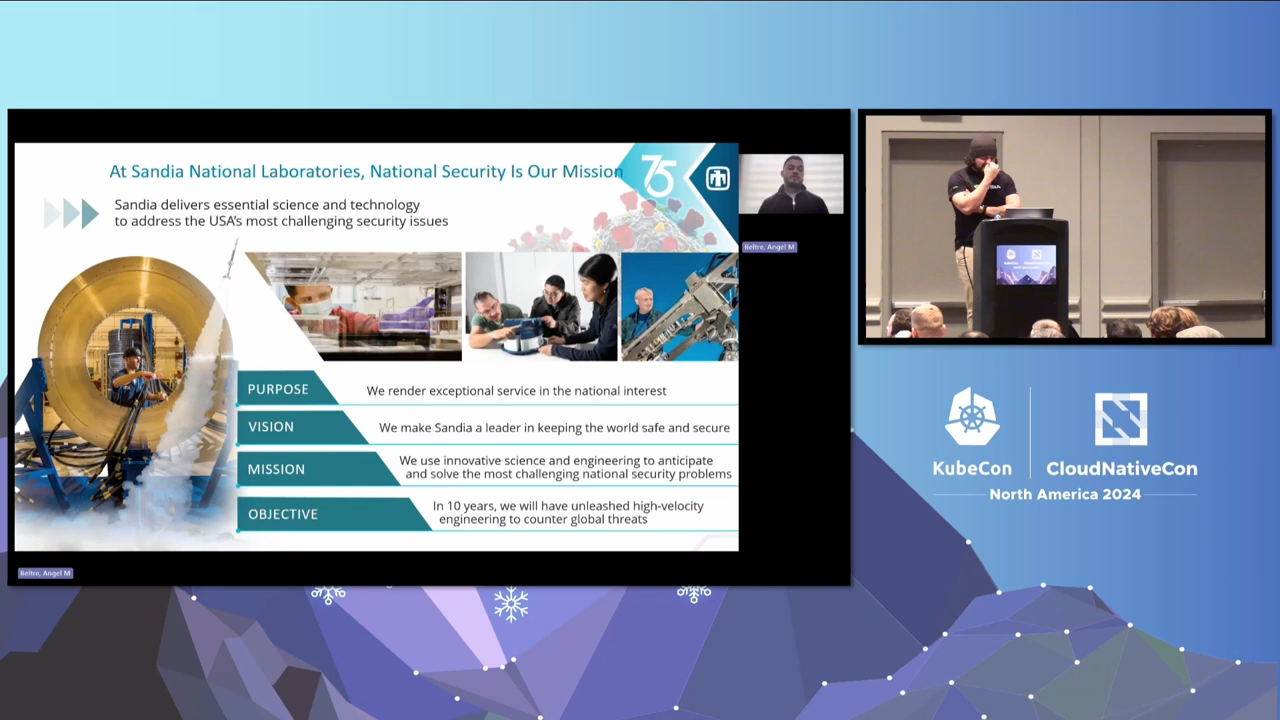 At Sandia National Laboratories, National Security Is Our Mission
75
Sandia delivers essential science and technology
to address the USA's most challenging security issues
PURPOSE
We render exceptional service in the national interest
VISION
We make Sandia a leader in keeping the world safe and secure
MISSION
We use innovative science and engineering to anticipate
and solve the most challenging national security problems
OBJECTIVE
In 10 years, we will have unleashed high-velocity
engineering to counter global threats
Beltre, Angel M
Beltre, Angel M
KubeCon
CloudNativeCon
North America 2024